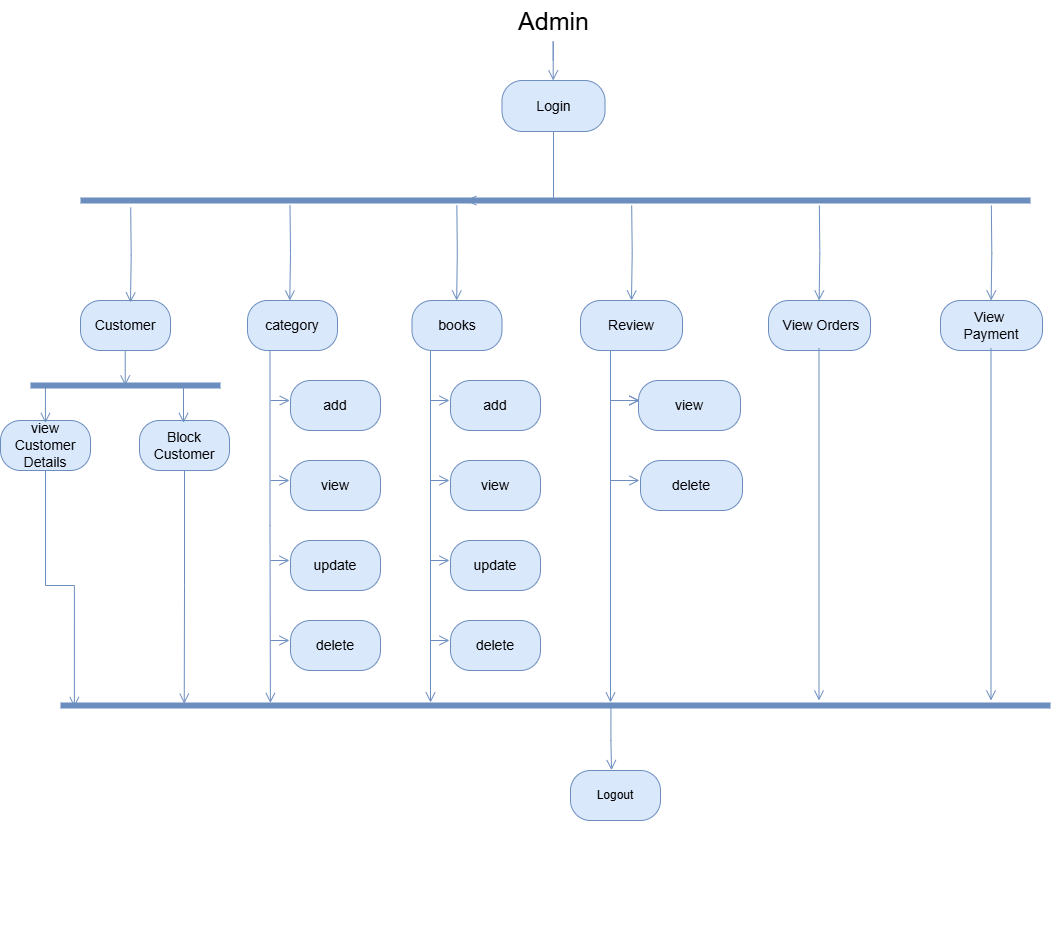 Admin
Login
Customer
category
books
Review
View Orders
View
Payment
view
Customer
Details
Block
Customer
add
add
view
view
view
delete
update
update
delete
delete
Logout